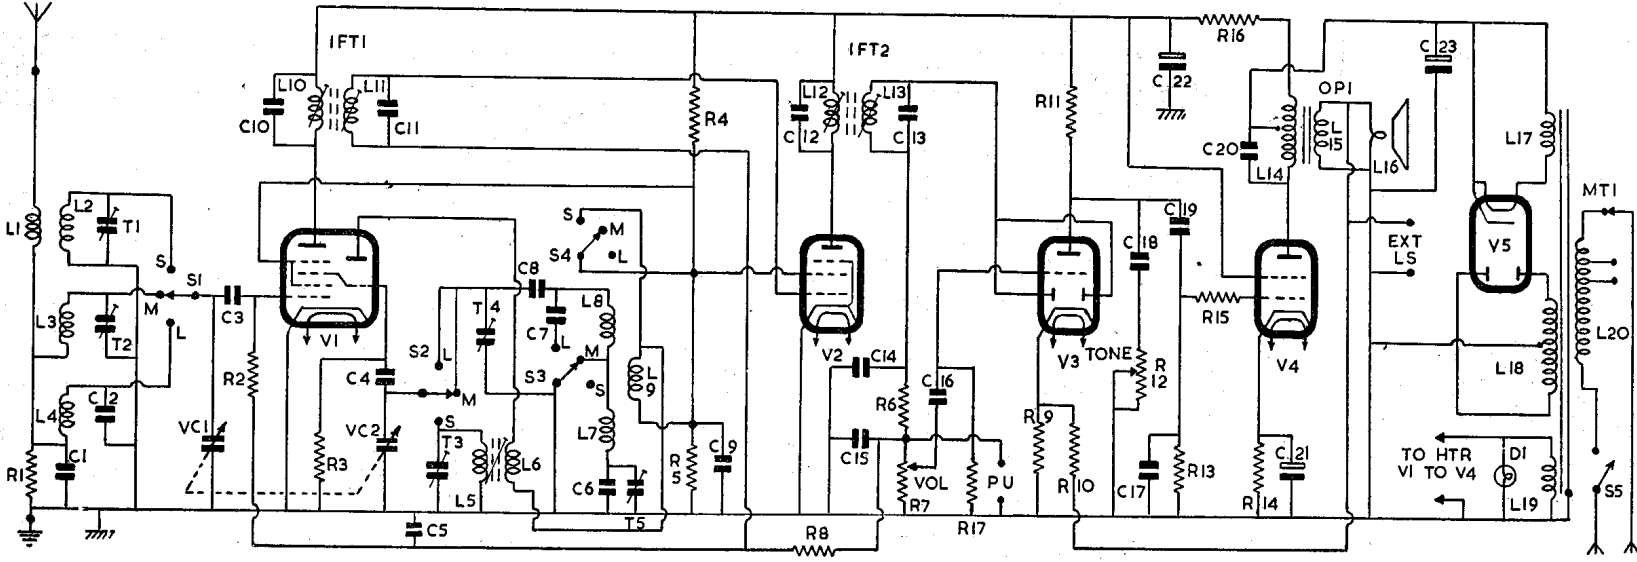 IFT1
L10
C10
L11
C11
R4
IFT2
L12
C12
L13
C13
R11
C22
R16
OP1
C23
C20
L14
L15
L16
L17
MT1
L1
L2
T1
S
S1
M
L
C3
L3
T2
L4
C2
R1
C1
R2
VC1
V1
C4
R3
VC2
C5
S2
L
M
S
T3
L5
L6
T4
C8
C7
L8
L
M
S3
S
L7
C6
T5
S
S4
M
L
L9
R5
C9
V2
C14
C15
R6
C16
VOL
R7
R8
R17
PU
V3
TONE
R12
C18
C19
R9
R10
C17
R13
R15
V4
R14
C21
EXT
LS
V5
L18
L20
TO HTR
V1 TO V4
D1
L19
S5